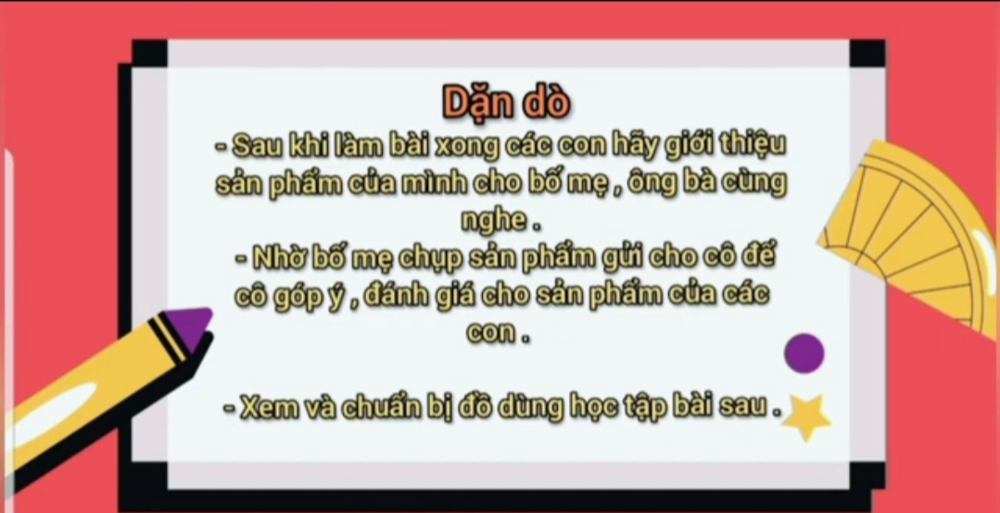 Dặn dò
- Sau khi làm bài xong các con hãy giới thiệu
sản phẩm của mình cho bố mẹ , ông bà cùng
nghe .
- Nhờ bố mẹ chụp sản phẩm gửi cho cô để
cô góp ý , đánh giá cho sản phẩm của các
con .
- Xem và chuẩn bị đồ dùng học tập bài sau .